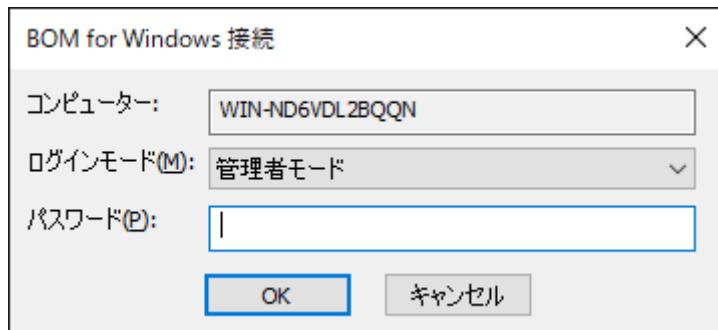 BOM for Windows 接続
コンピューター: WIN-ND6VDL2BQQN
ログインモード(M): 管理者モード
パスワード(P):
OK キャンセル